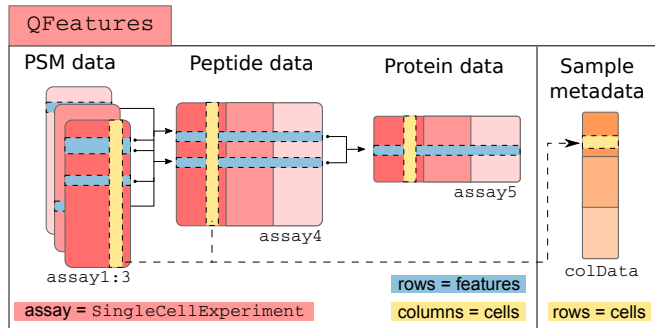 QFeatures
PSM data
Peptide data
Protein data
Sample
metadata
assay1:3
assay4
assay5
colData
assay = SingleCellExperiment
rows = features
columns = cells
rows = cells